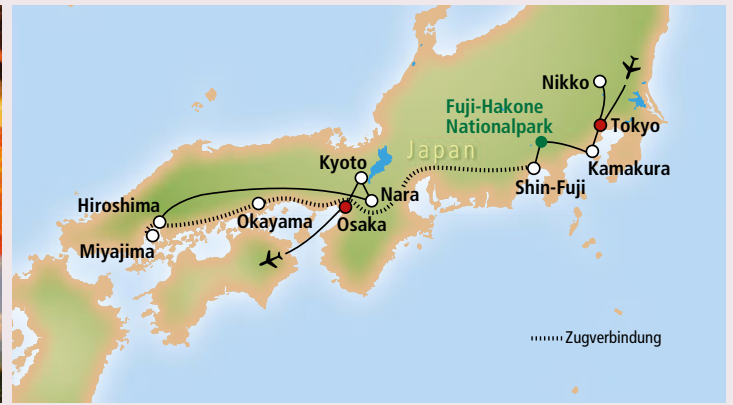 Nikko
Fuji-Hakone
Nationalpark
Tokyo
Japan
Kyoto
Kamakura
Shin-Fuji
Nara
Hiroshima
Okayama
Osaka
Miyajima
Zugverbindung